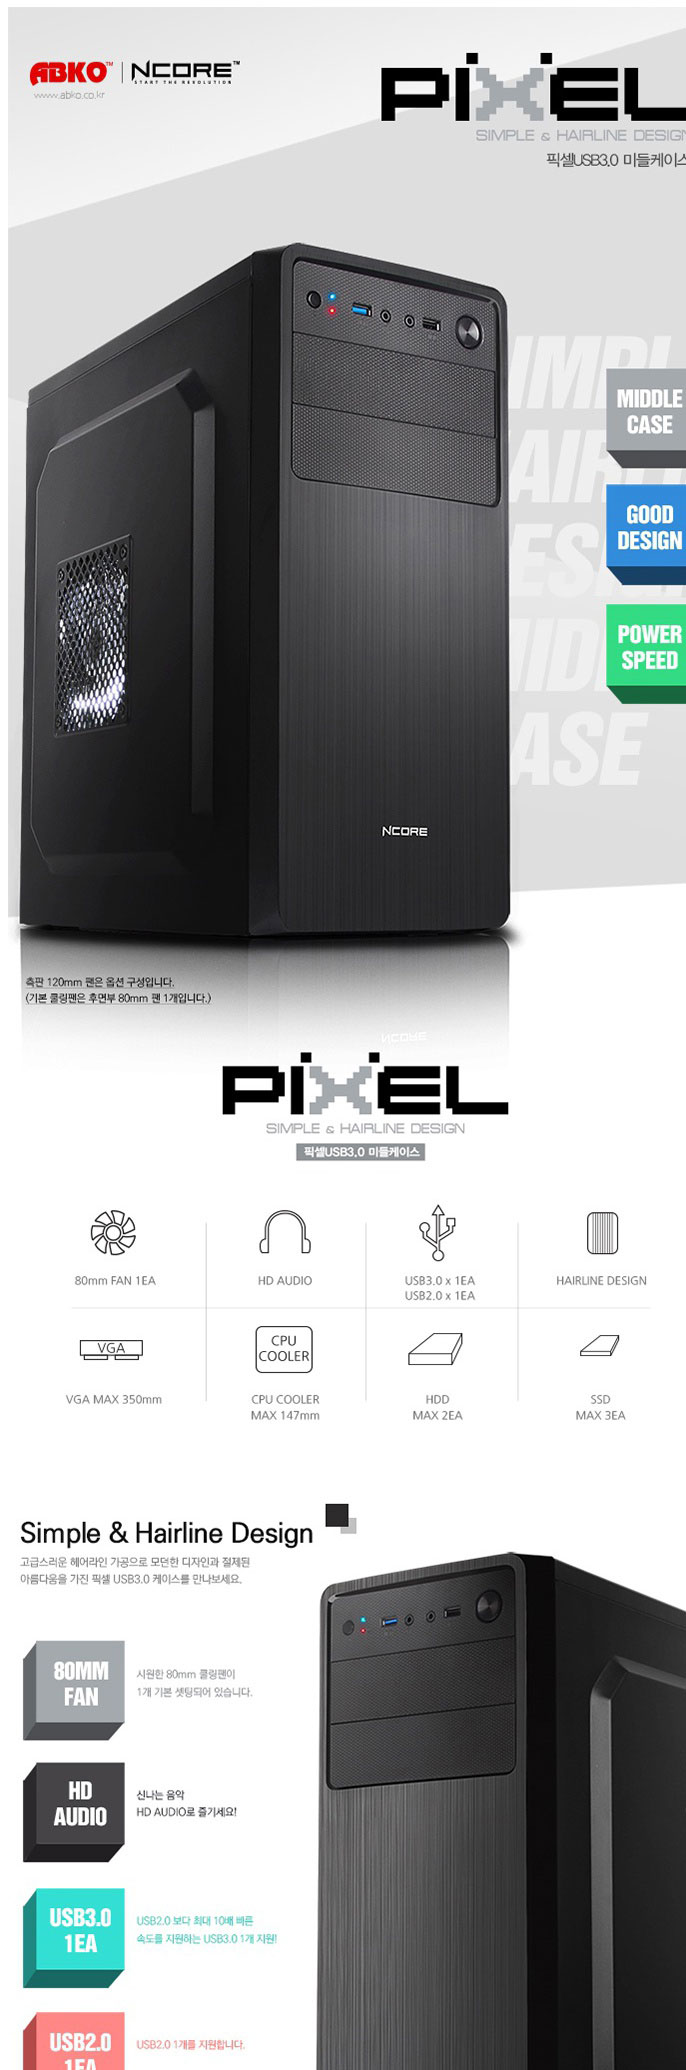 ABKO™ | NCORE™
START THE REVOLUTION
www.abko.co.kr
PIXEL
SIMPLE & HAIRLINE DESIGN
픽셀USB3.0 미들케이스
MIDDLE
CASE
GOOD
DESIGN
POWER
SPEED
NCORE
측판 120mm 팬은 옵션 구성입니다.
(기본 쿨링팬은 후면부 80mm 팬 1개입니다.)
PIXEL
SIMPLE & HAIRLINE DESIGN
픽셀USB3.0 미들케이스
80mm FAN 1EA
HD AUDIO
USB3.0 x 1EA
USB2.0 x 1EA
HAIRLINE DESIGN
VGA
CPU
COOLER
VGA MAX 350mm
CPU COOLER
MAX 147mm
HDD
MAX 2EA
SSD
MAX 3EA
Simple & Hairline Design
고급스러운 헤어라인 가공으로 모던한 디자인과 절제된
아름다움을 가진 픽셀 USB3.0 케이스를 만나보세요.
80MM
FAN
시원한 80mm 쿨링팬이
1개 기본 셋팅되어 있습니다.
HD
AUDIO
신나는 음악
HD AUDIO로 즐기세요!
USB3.0
1EA
USB2.0 보다 최대 10배 빠른
속도를 지원하는 USB3.0 1개 지원!
USB2.0
1EA
USB2.0 1개를 지원합니다.